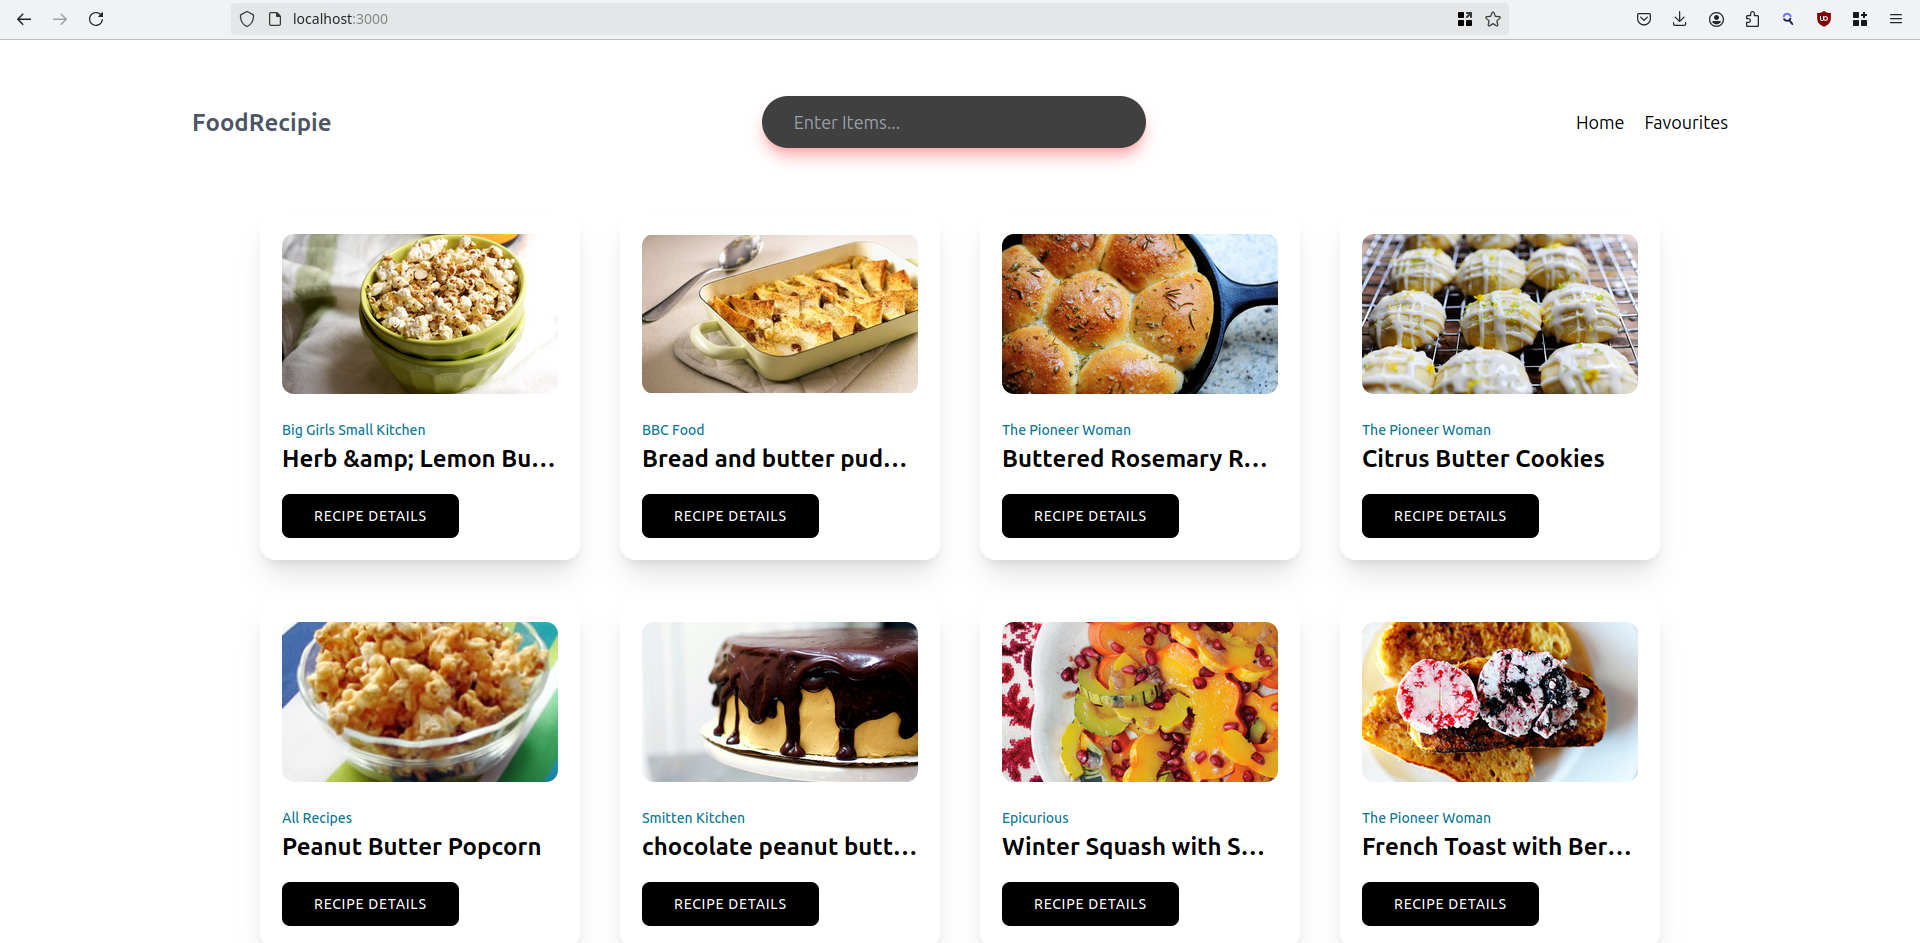 localhost:3000
FoodRecipie
Enter Items...
Home Favourites
Big Girls Small Kitchen
Herb &amp; Lemon Bu...
RECIPE DETAILS
BBC Food
Bread and butter pud...
RECIPE DETAILS
The Pioneer Woman
Buttered Rosemary R...
RECIPE DETAILS
The Pioneer Woman
Citrus Butter Cookies
RECIPE DETAILS
All Recipes
Peanut Butter Popcorn
RECIPE DETAILS
Smitten Kitchen
chocolate peanut butt...
RECIPE DETAILS
Epicurious
Winter Squash with S...
RECIPE DETAILS
The Pioneer Woman
French Toast with Ber...
RECIPE DETAILS